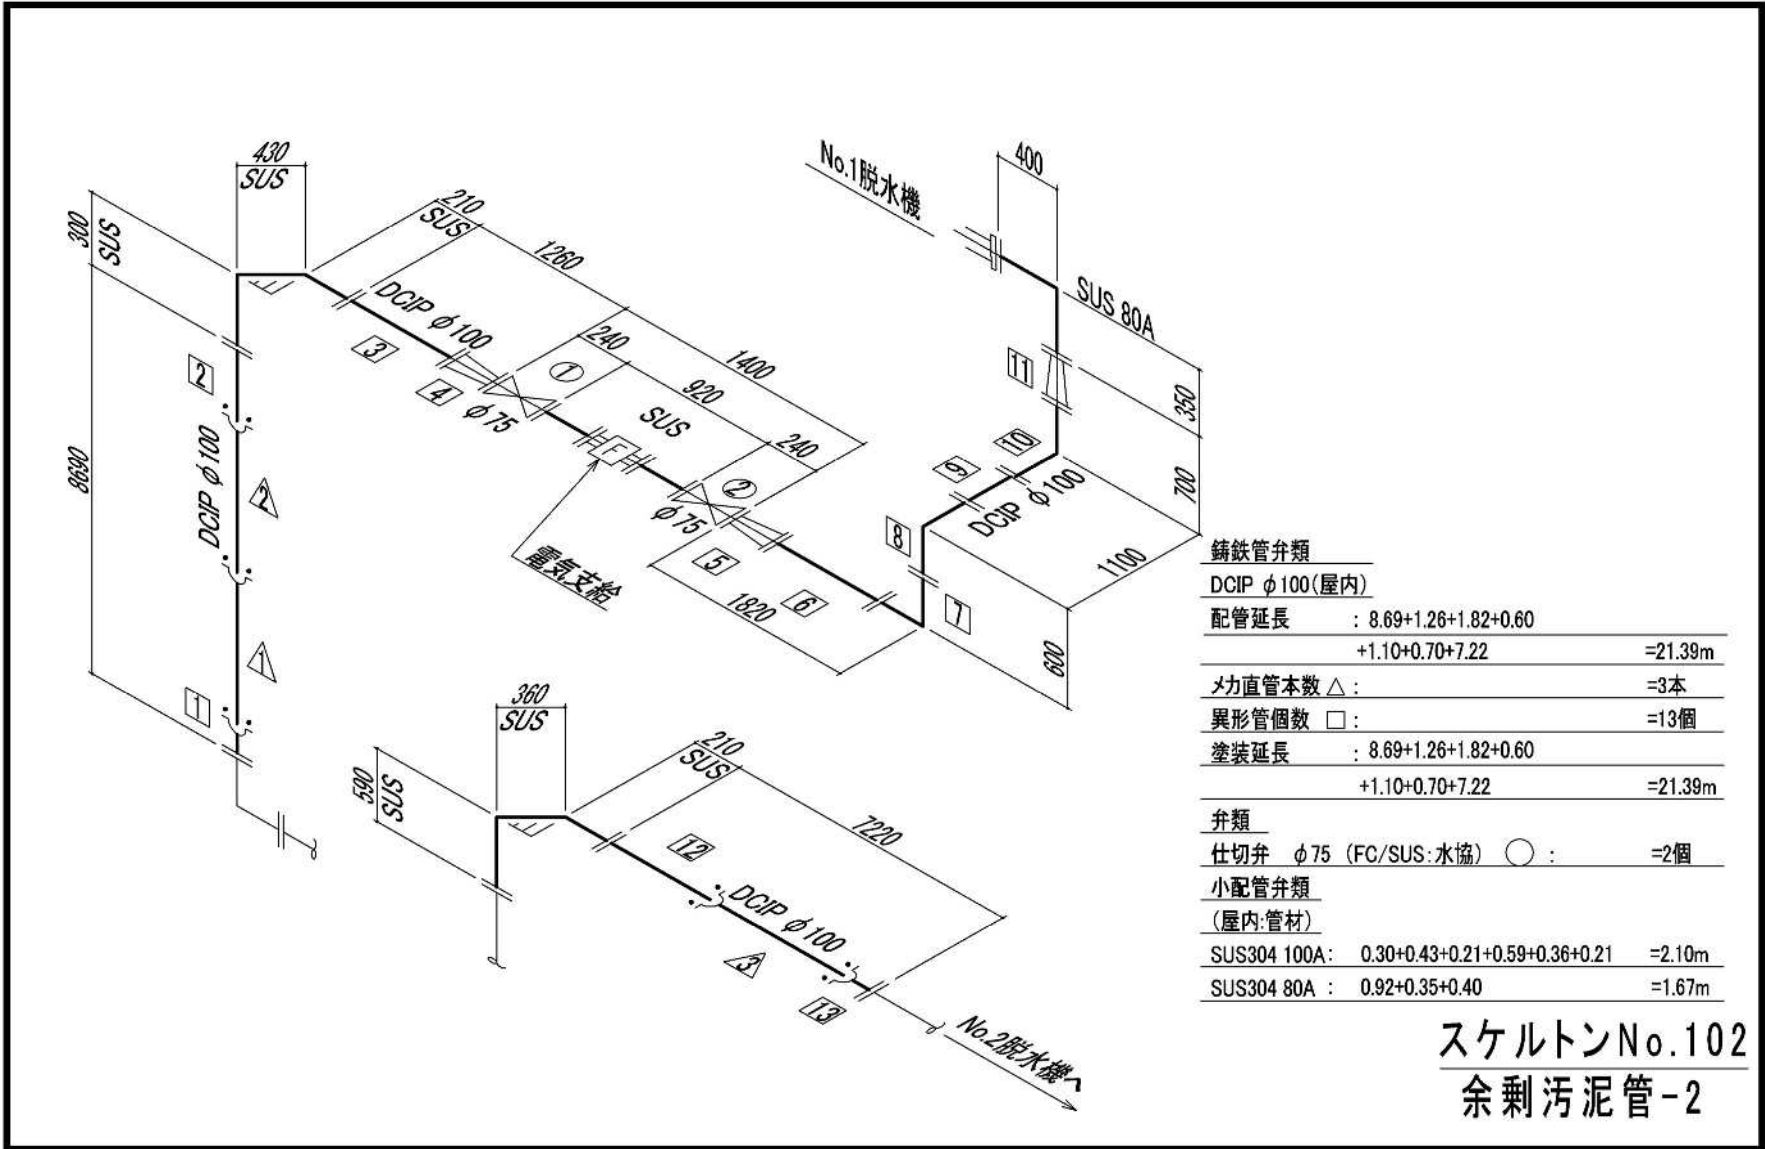 430
SUS
300
SUS
210
SUS
1260
DCIP φ100
3
2
4
φ75
1
240
1400
920
SUS
240
F
2
φ75
電気支給
5
6
1820
8690
DCIP φ100
2
1
1
No.1脱水機
400
SUS 80A
11
350
10
9
700
DCIP φ100
8
1100
7
600
360
SUS
590
SUS
210
SUS
7220
12
DCIP φ100
3
13
No.2脱水機へ
鋳鉄管弁類
DCIP φ100(屋内)
配管延長 : 8.69+1.26+1.82+0.60
+1.10+0.70+7.22 =21.39m
メカ直管本数 △ : =3本
異形管個数 □ : =13個
塗装延長 : 8.69+1.26+1.82+0.60
+1.10+0.70+7.22 =21.39m
弁類
仕切弁 φ75 (FC/SUS:水協) ◯ : =2個
小配管弁類
(屋内:管材)
SUS304 100A: 0.30+0.43+0.21+0.59+0.36+0.21 =2.10m
SUS304 80A : 0.92+0.35+0.40 =1.67m
スケルトンNo.102
余剰汚泥管-2